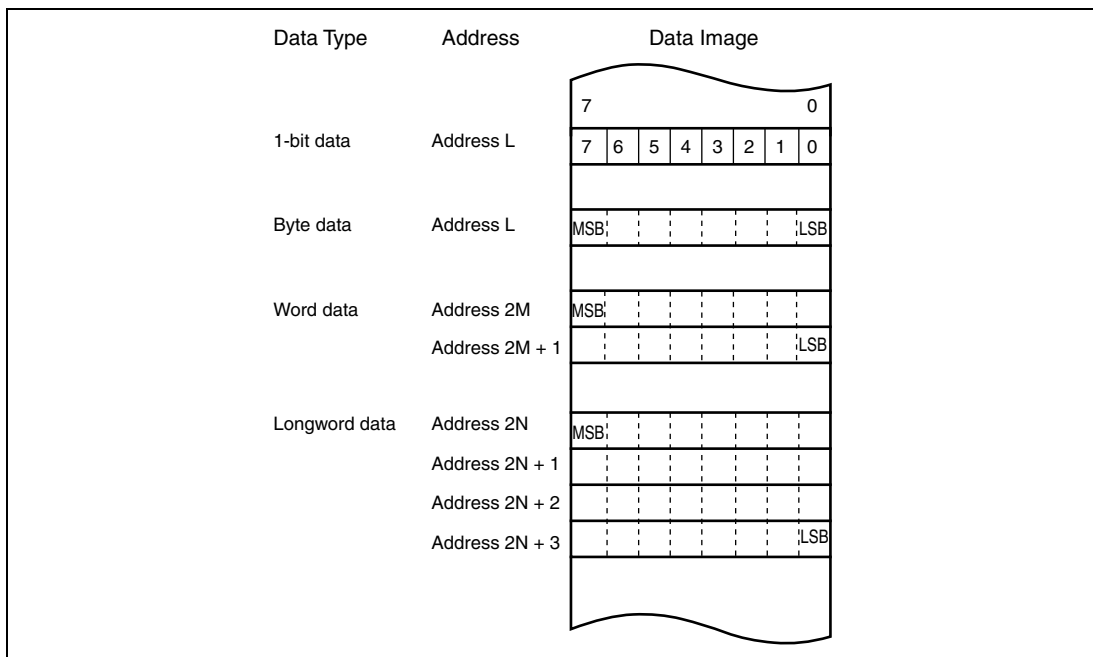 Data Type Address Data Image
7 0
1-bit data Address L 7 6 5 4 3 2 1 0
Byte data Address L MSB LSB
Word data Address 2M MSB
Address 2M + 1 LSB
Longword data Address 2N MSB
Address 2N + 1
Address 2N + 2
Address 2N + 3 LSB